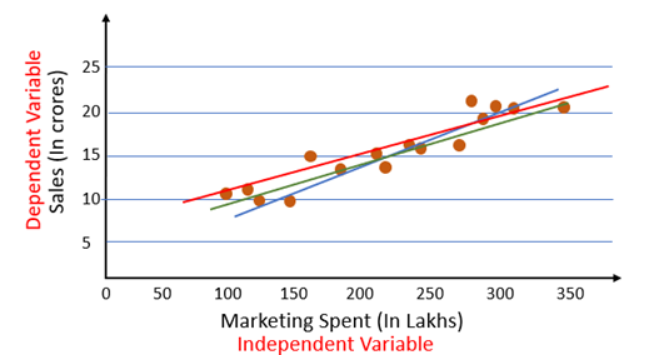 Dependent Variable
Sales (In crores)
25
20
15
10
5
0 50 100 150 200 250 300 350
Marketing Spent (In Lakhs)
Independent Variable